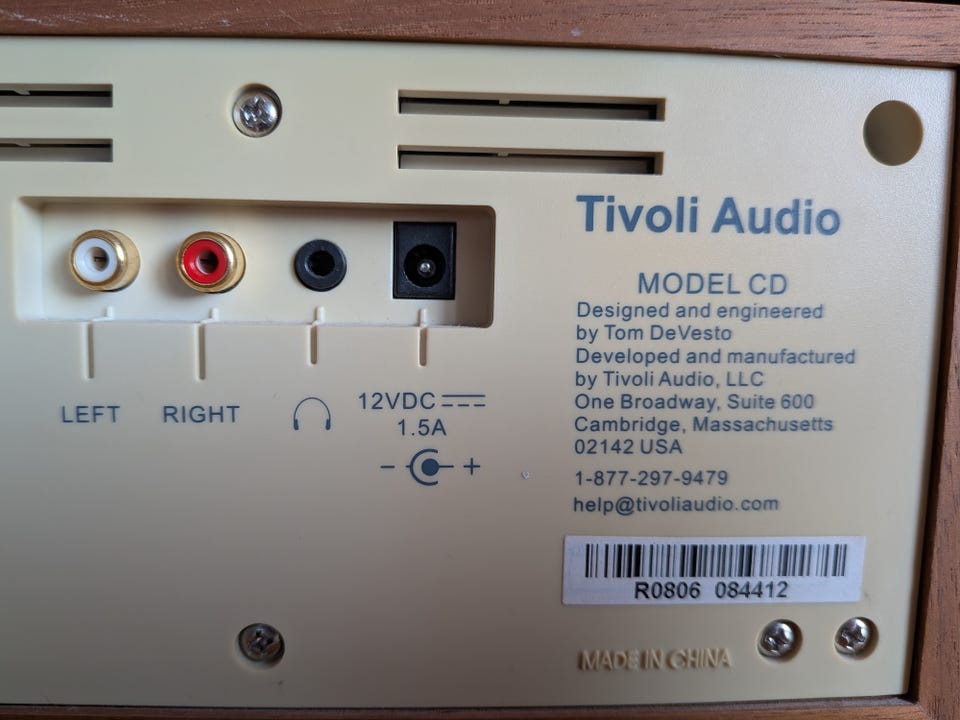 LEFT
RIGHT
12VDC
1.5A
- +
Tivoli Audio
MODEL CD
Designed and engineered
by Tom DeVesto
Developed and manufactured
by Tivoli Audio, LLC
One Broadway, Suite 600
Cambridge, Massachusetts
02142 USA
1-877-297-9479
help@tivoliaudio.com
R0806 084412
MADE IN CHINA